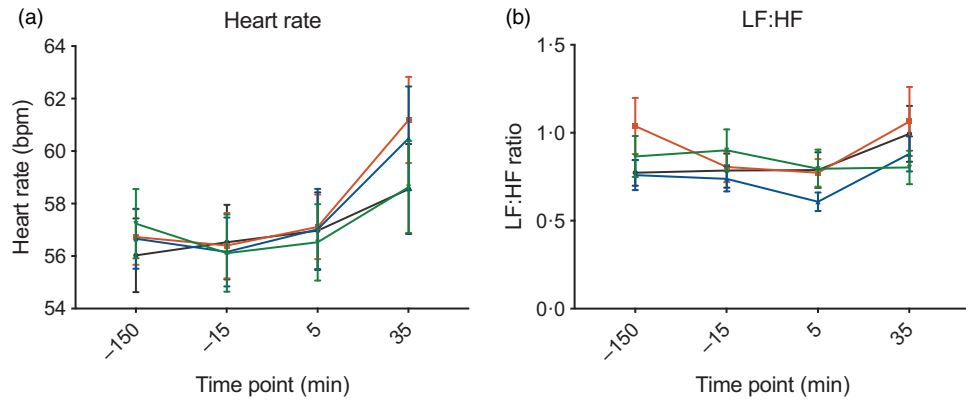 (a)
Heart rate
64
62
60
58
56
54
Heart rate (bpm)
–150
–15
5
35
Time point (min)
(b)
LF:HF
1·5
1·0
0·5
0·0
LF:HF ratio
–150
–15
5
35
Time point (min)